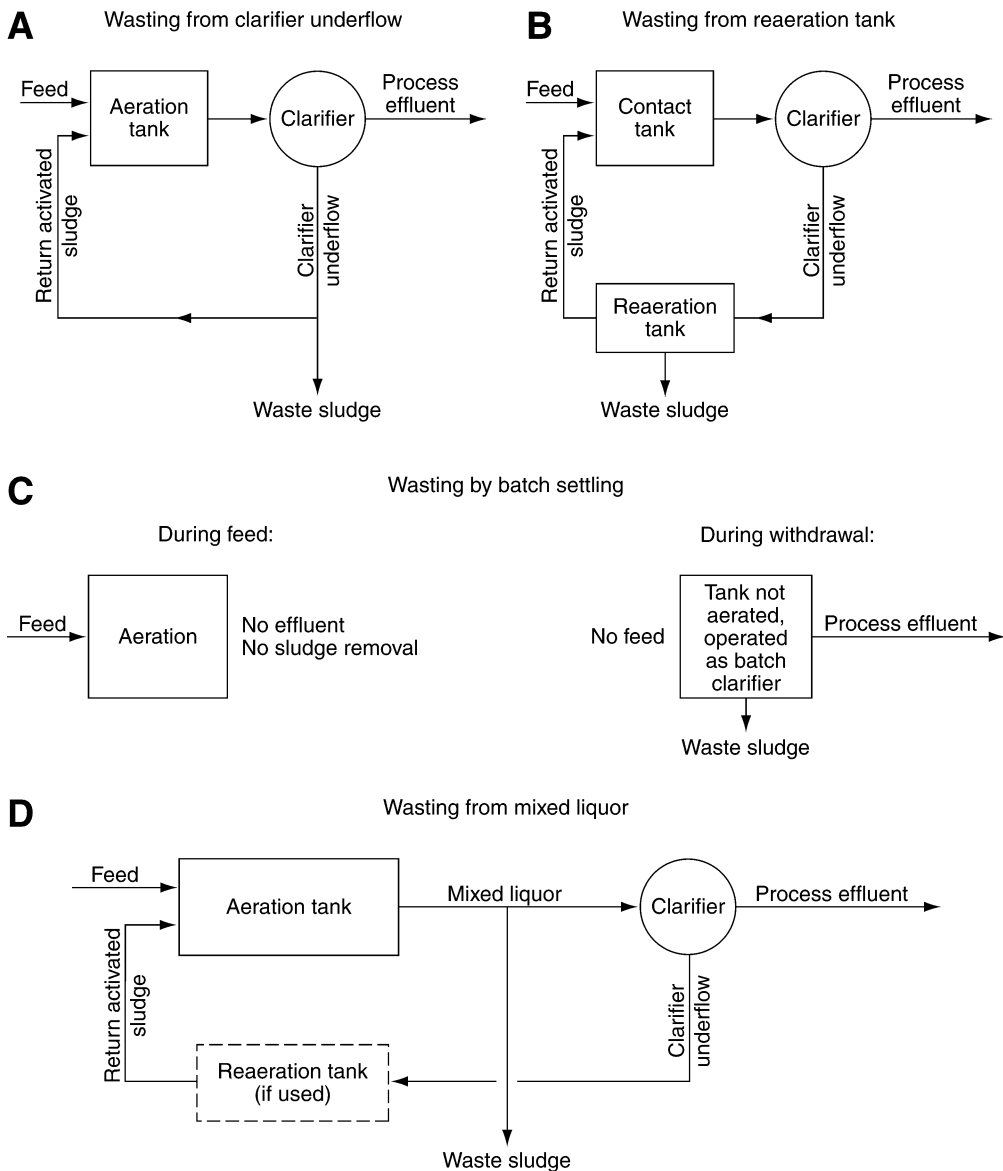 A
Wasting from clarifier underflow
Feed
Aeration
tank
Clarifier
Process
effluent
Return activated
sludge
Clarifier
underflow
Waste sludge
B
Wasting from reaeration tank
Feed
Contact
tank
Clarifier
Process
effluent
Return activated
sludge
Clarifier
underflow
Reaeration
tank
Waste sludge
C
Wasting by batch settling
During feed:
Feed
Aeration
No effluent
No sludge removal
During withdrawal:
No feed
Tank not
aerated,
operated
as batch
clarifier
Process effluent
Waste sludge
D
Wasting from mixed liquor
Feed
Aeration tank
Mixed liquor
Clarifier
Process effluent
Return activated
sludge
Clarifier
underflow
Reaeration tank
(if used)
Waste sludge